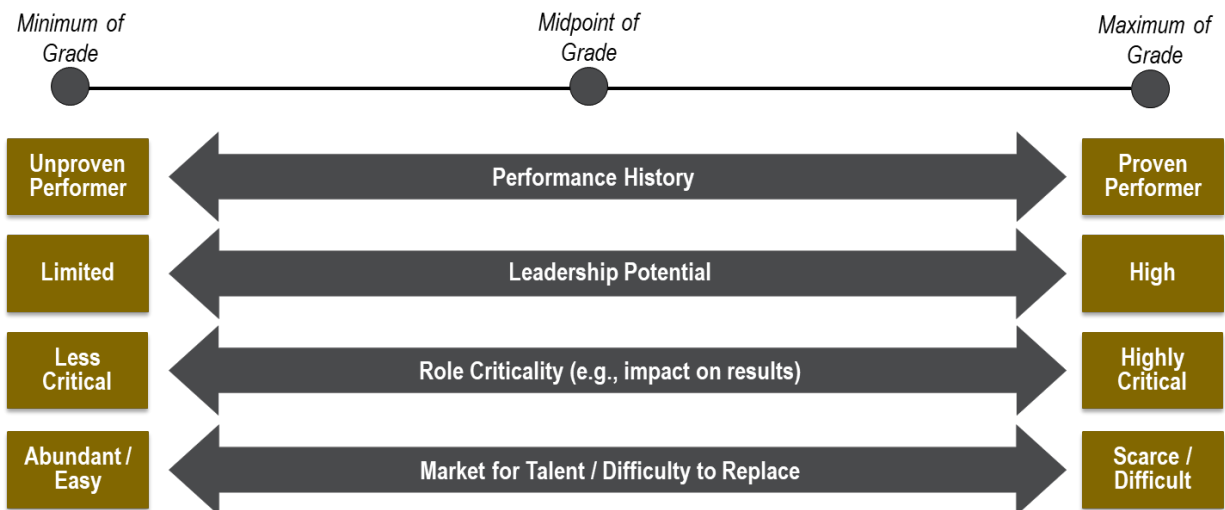 Minimum of
Grade
Midpoint of
Grade
Maximum of
Grade
Unproven
Performer
Performance History
Proven
Performer
Limited
Leadership Potential
High
Less
Critical
Role Criticality (e.g., impact on results)
Highly
Critical
Abundant /
Easy
Market for Talent / Difficulty to Replace
Scarce /
Difficult